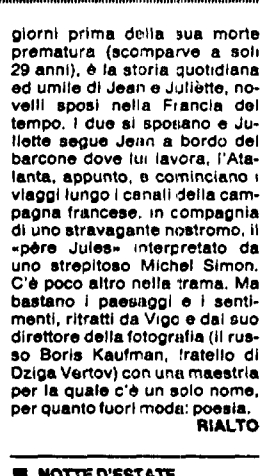 giorni prima della sua morte
prematura (scomparve a soli
29 anni), è la storia quotidiana
ed umile di Jean e Juliette, no-
velli sposi nella Francia del
tempo. I due si sposano e Ju-
liette segue Jean a bordo del
barcone dove lui lavora, l'Ata-
lanta, appunto, e cominciano i
viaggi lungo i canali della cam-
pagna francese, in compagnia
di uno stravagante nostromo, il
«père Jules» interpretato da
uno strepitoso Michel Simon.
C'è poco altro nella trama. Ma
bastano i paesaggi e i senti-
menti, ritratti da Vigo e dal suo
direttore della fotografia (il rus-
so Boris Kaufman, fratello di
Dziga Vertov) con una maestria
per la quale c'è un solo nome,
per quanto fuori moda: poesia.
RIALTO
NOTTE D'ESTATE